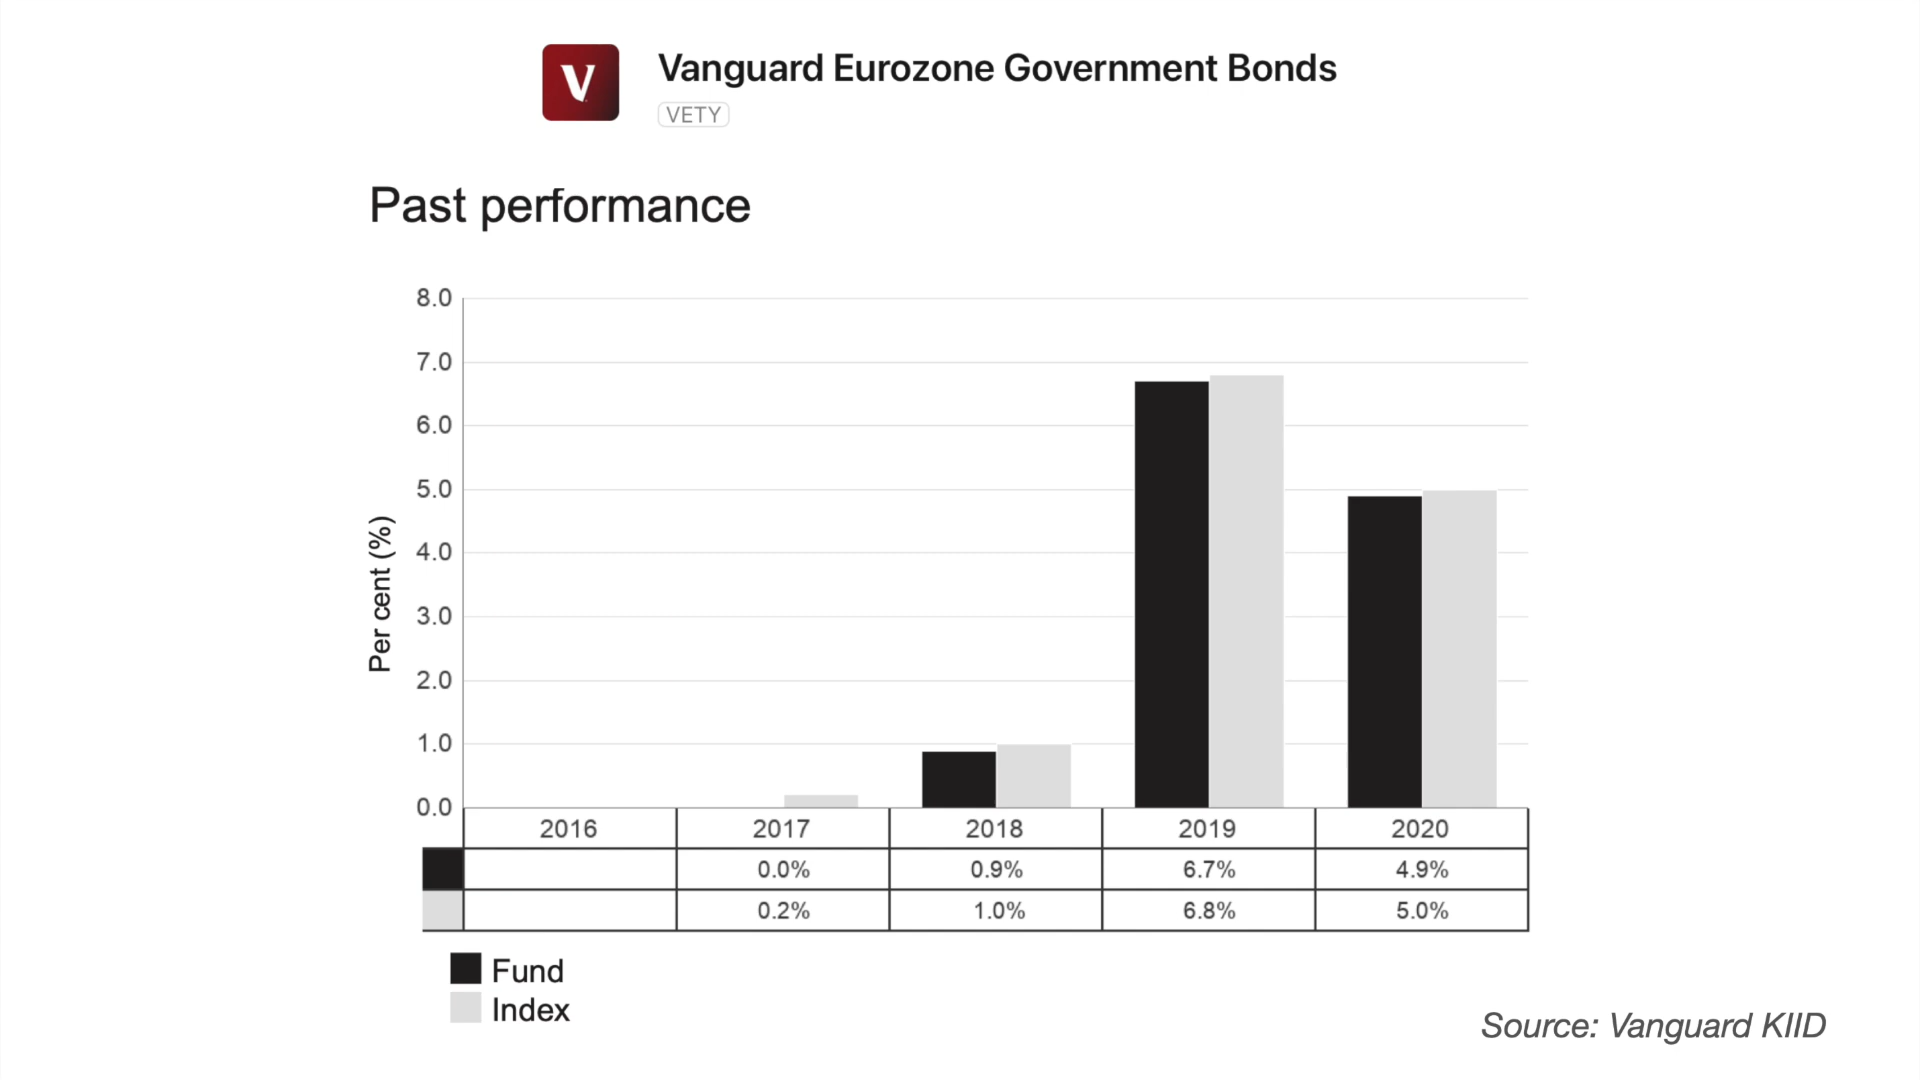 V
Vanguard Eurozone Government Bonds
VETY
Past performance
Per cent (%)
8.0
7.0
6.0
5.0
4.0
3.0
2.0
1.0
0.0
2016 2017 2018 2019 2020
0.0% 0.9% 6.7% 4.9%
0.2% 1.0% 6.8% 5.0%
Fund
Index
Source: Vanguard KIID